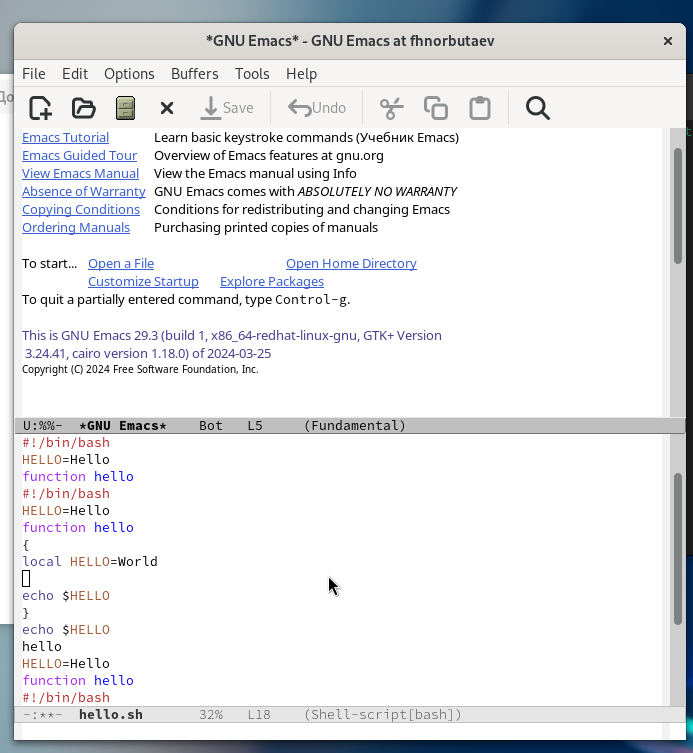 *GNU Emacs* - GNU Emacs at fhnorbutaev
File Edit Options Buffers Tools Help
Save Undo
Emacs Tutorial Learn basic keystroke commands (Учебник Emacs)
Emacs Guided Tour Overview of Emacs features at gnu.org
View Emacs Manual View the Emacs manual using Info
Absence of Warranty GNU Emacs comes with ABSOLUTELY NO WARRANTY
Copying Conditions Conditions for redistributing and changing Emacs
Ordering Manuals Purchasing printed copies of manuals
To start... Open a File Open Home Directory
Customize Startup Explore Packages
To quit a partially entered command, type Control-g.
This is GNU Emacs 29.3 (build 1, x86_64-redhat-linux-gnu, GTK+ Version
3.24.41, cairo version 1.18.0) of 2024-03-25
Copyright (C) 2024 Free Software Foundation, Inc.
U:%%- *GNU Emacs* Bot L5 (Fundamental)
#!/bin/bash
HELLO=Hello
function hello
#!/bin/bash
HELLO=Hello
function hello
{
local HELLO=World
echo $HELLO
}
echo $HELLO
hello
HELLO=Hello
function hello
#!/bin/bash
-:**- hello.sh 32% L18 (Shell-script[bash])